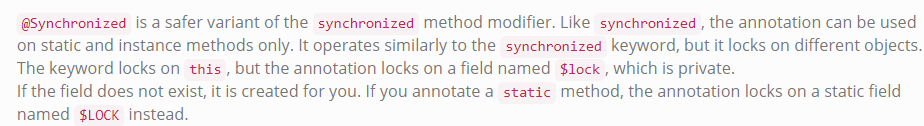 @Synchronized is a safer variant of the synchronized method modifier. Like synchronized, the annotation can be used
on static and instance methods only. It operates similarly to the synchronized keyword, but it locks on different objects.
The keyword locks on this, but the annotation locks on a field named $lock, which is private.
If the field does not exist, it is created for you. If you annotate a static method, the annotation locks on a static field
named $LOCK instead.